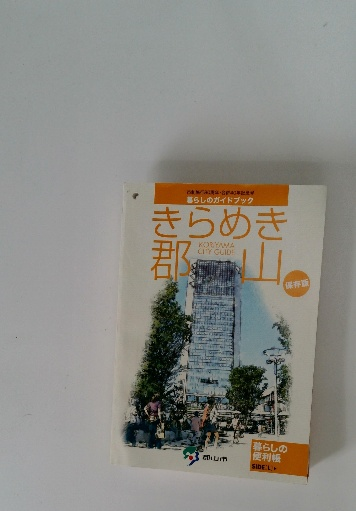 暮らしのガイドブック
きらめき
郡山
KORIYAMA
CITY GUIDE
保存版
暮らしの
便利帳
郡山市